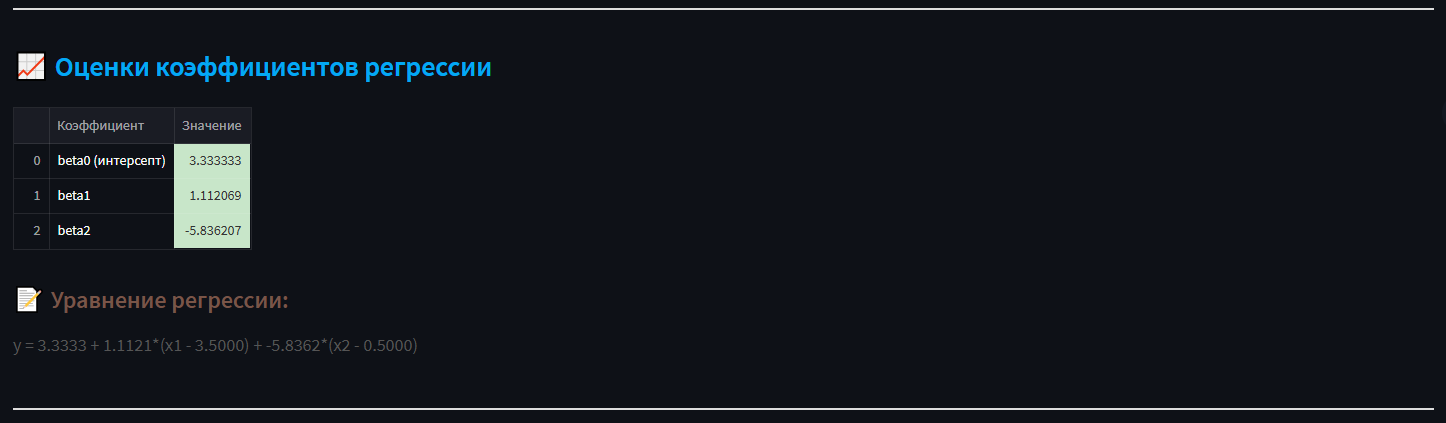 Оценки коэффициентов регрессии
Коэффициент Значение
0 beta0 (интерсепт) 3.333333
1 beta1 1.112069
2 beta2 -5.836207
Уравнение регрессии:
y = 3.3333 + 1.1121*(x1 - 3.5000) + -5.8362*(x2 - 0.5000)